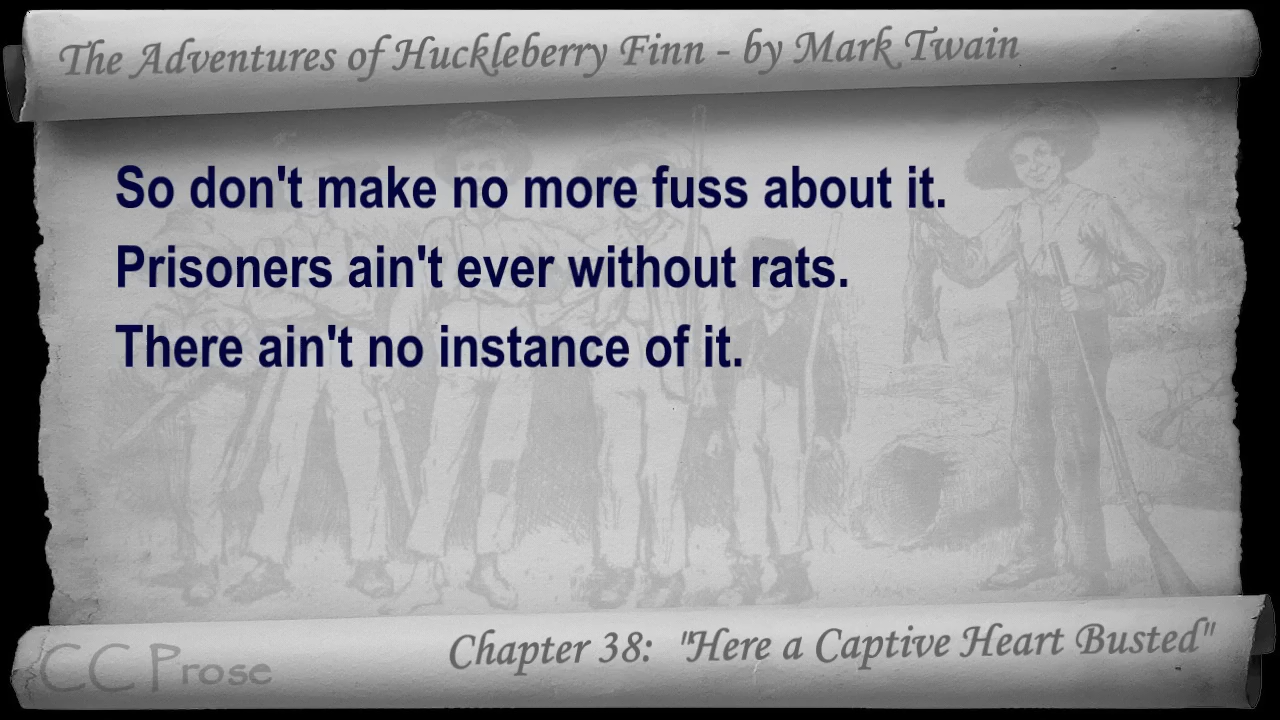 The Adventures of Huckleberry Finn - by Mark Twain
So don't make no more fuss about it.
Prisoners ain't ever without rats.
There ain't no instance of it.
Chapter 38: "Here a Captive Heart Busted"
CC Prose